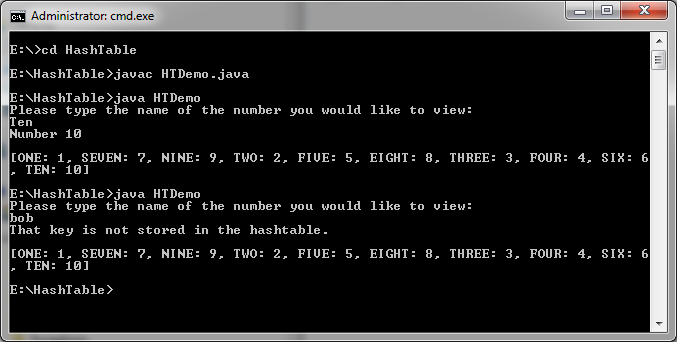 Administrator: cmd.exe
E:\>cd HashTable
E:\HashTable>javac HTDemo.java
E:\HashTable>java HTDemo
Please type the name of the number you would like to view:
Ten
Number 10
[ONE: 1, SEVEN: 7, NINE: 9, TWO: 2, FIVE: 5, EIGHT: 8, THREE: 3, FOUR: 4, SIX: 6
, TEN: 10]
E:\HashTable>java HTDemo
Please type the name of the number you would like to view:
bob
That key is not stored in the hashtable.
[ONE: 1, SEVEN: 7, NINE: 9, TWO: 2, FIVE: 5, EIGHT: 8, THREE: 3, FOUR: 4, SIX: 6
, TEN: 10]
E:\HashTable>